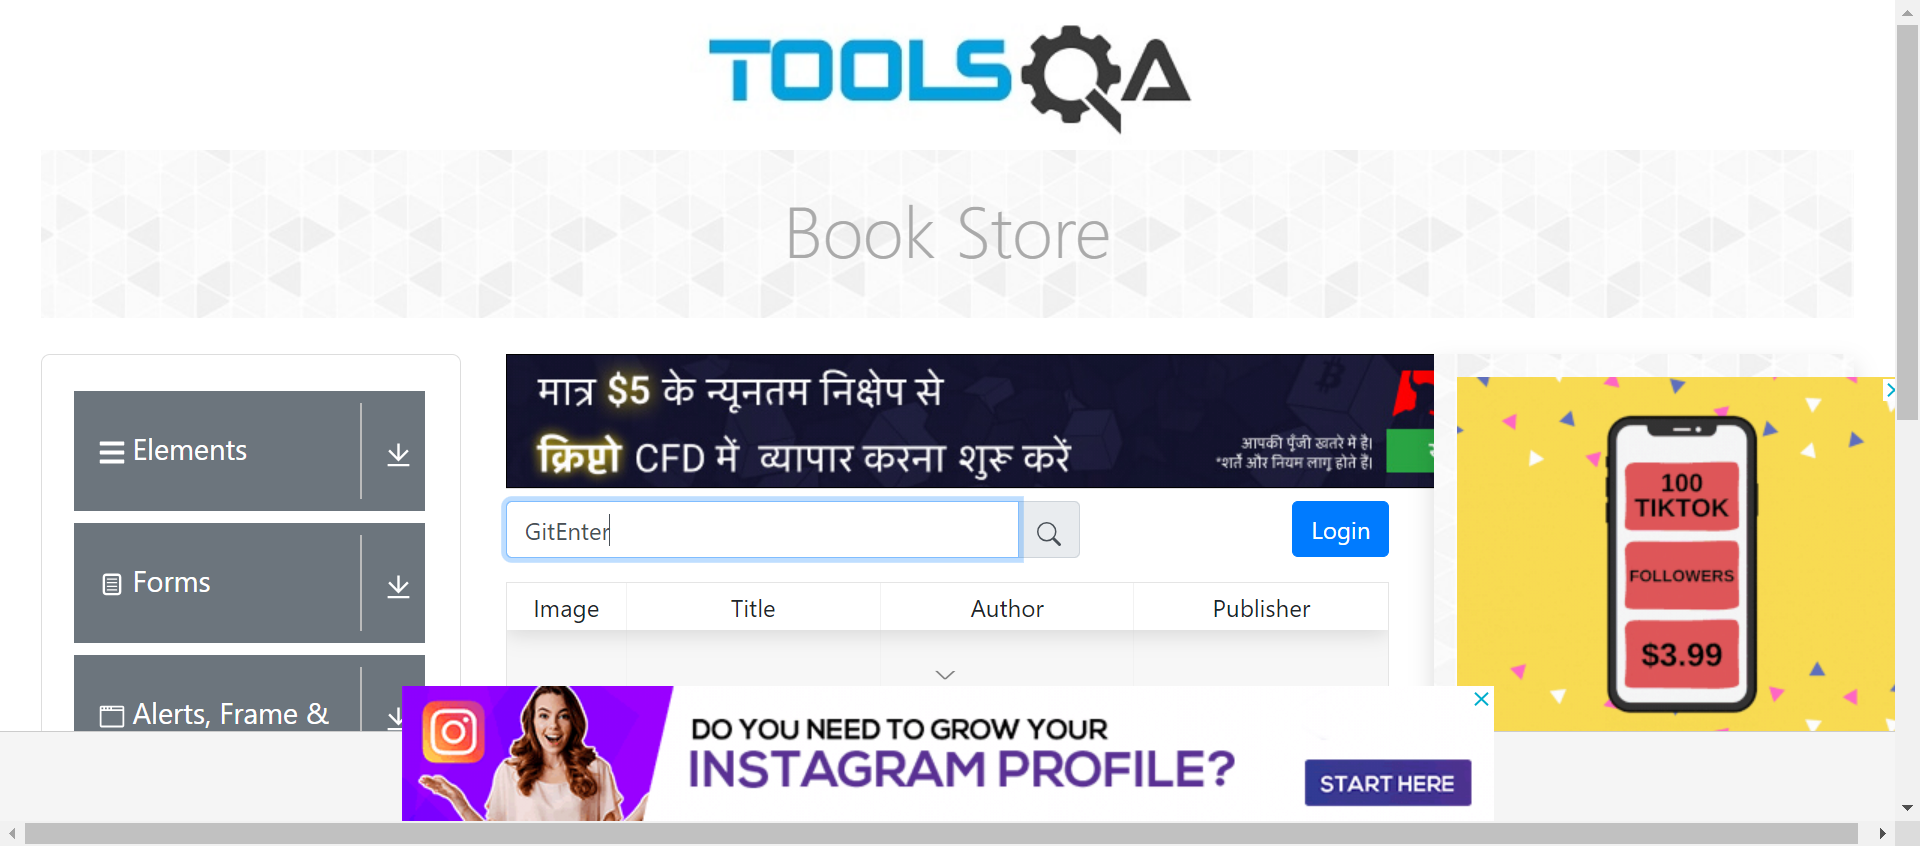 TOOLSQA
Book Store
Elements
Forms
Alerts, Frame &
मात्र $5 के न्यूनतम निक्षेप से
क्रिप्टो CFD में व्यापार करना शुरू करें
आपकी पूँजी खतरे में है।
*शर्तें और नियम लागू होते हैं।
GitEnter
Login
Image Title Author Publisher
100
TIKTOK
FOLLOWERS
$3.99
DO YOU NEED TO GROW YOUR
INSTAGRAM PROFILE?
START HERE